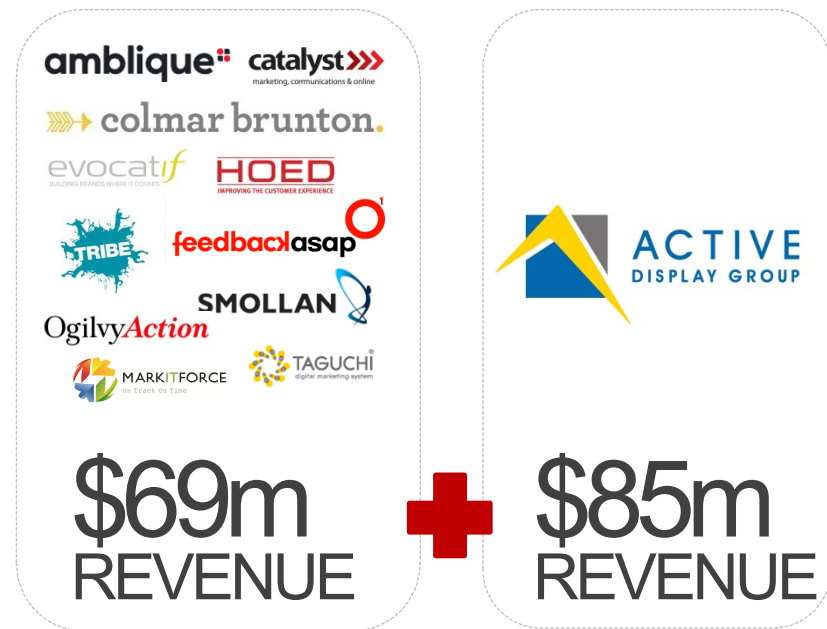 amblique
catalyst
marketing, communications & online
colmar brunton.
evocatif
BUILDING BRANDS WHERE IT COUNTS
HOED
IMPROVING THE CUSTOMER EXPERIENCE
TRIBE
feedbackasap
1
SMOLLAN
OgilvyAction
MARKITFORCE
On Track On Time
TAGUCHI
digital marketing system
$69m
REVENUE
ACTIVE
DISPLAY GROUP
$85m
REVENUE